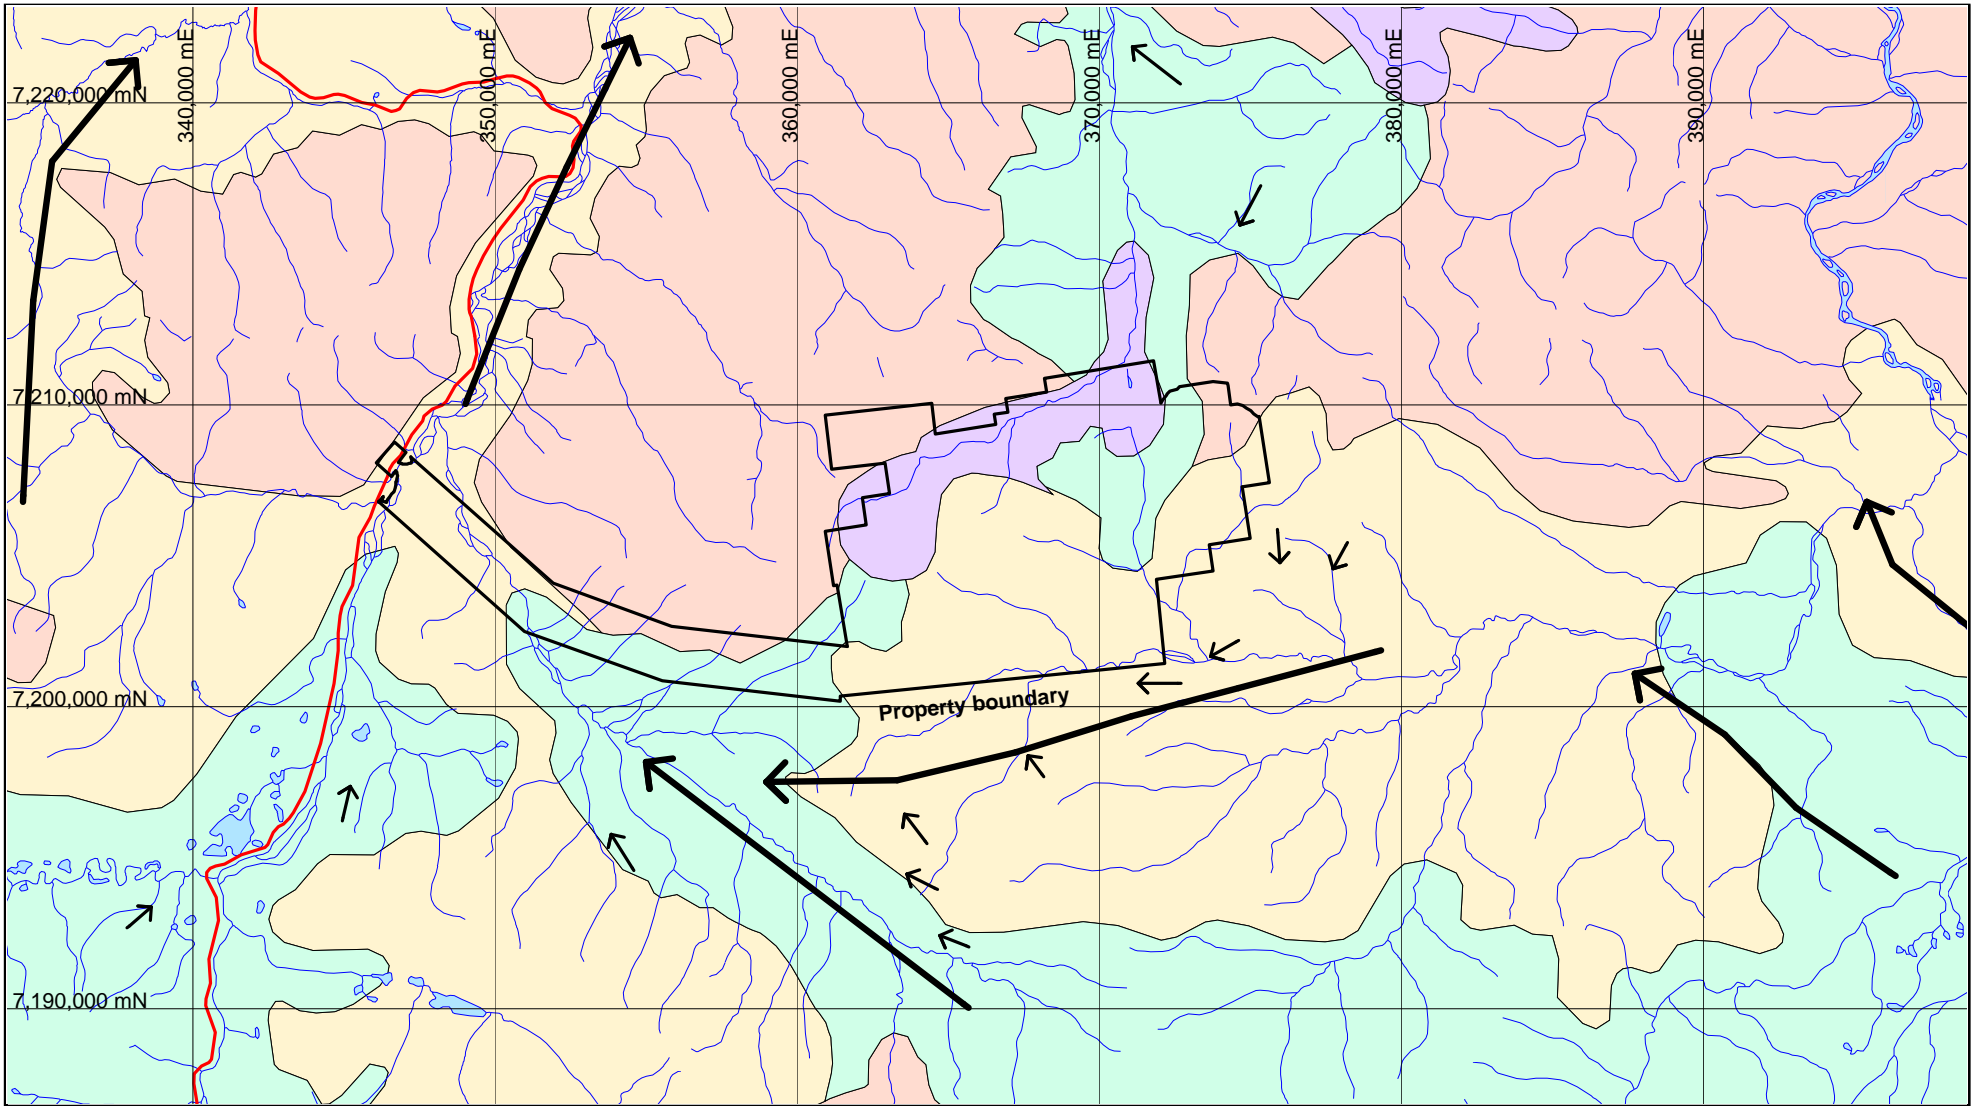 340,000 mE
350,000 mE
360,000 mE
370,000 mE
380,000 mE
390,000 mE
7,220,000 mN
7,210,000 mN
7,200,000 mN
Property boundary
7,190,000 mN